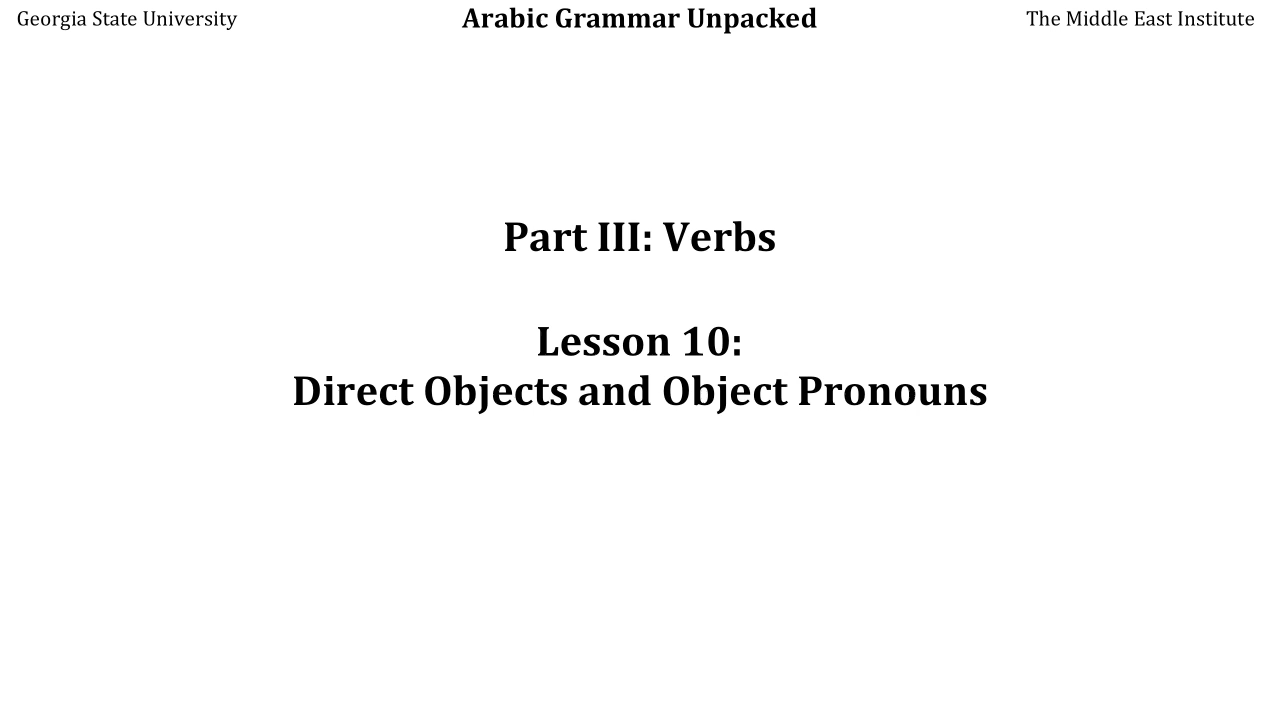 Georgia State University
Arabic Grammar Unpacked
The Middle East Institute
Part III: Verbs
Lesson 10:
Direct Objects and Object Pronouns